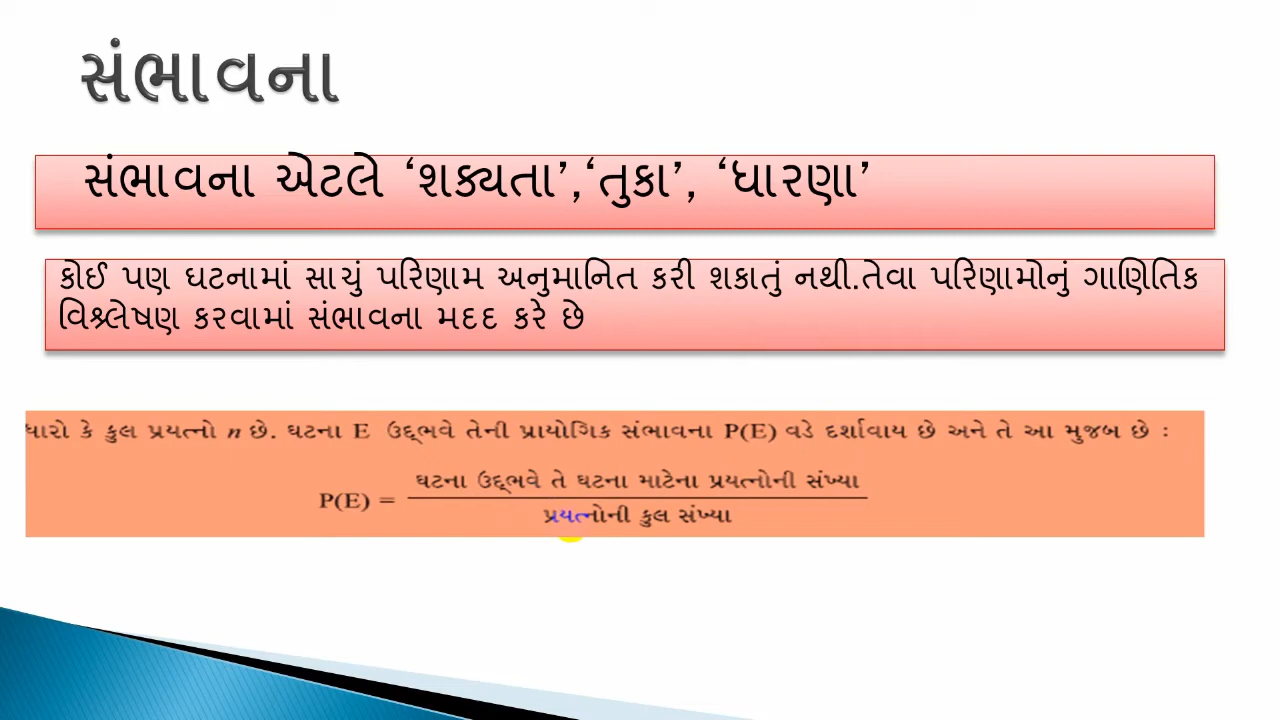 સંભાવના
સંભાવના એટલે ‘શક્યતા’,‘તુકા’, ‘ધારણા’
કોઈ પણ ઘટનામાં સાચું પરિણામ અનુમાનિત કરી શકાતું નથી.તેવા પરિણામોનું ગાણિતિક
વિશ્લેષણ કરવામાં સંભાવના મદદ કરે છે
ધારો કે કુલ પ્રયત્નો n છે. ઘટના E ઉદ્ભવે તેની પ્રાયોગિક સંભાવના P(E) વડે દર્શાવાય છે અને તે આ મુજબ છે :
ઘટના ઉદ્ભવે તે ઘટના માટેના પ્રયત્નોની સંખ્યા
P(E) =
પ્રયત્નોની કુલ સંખ્યા